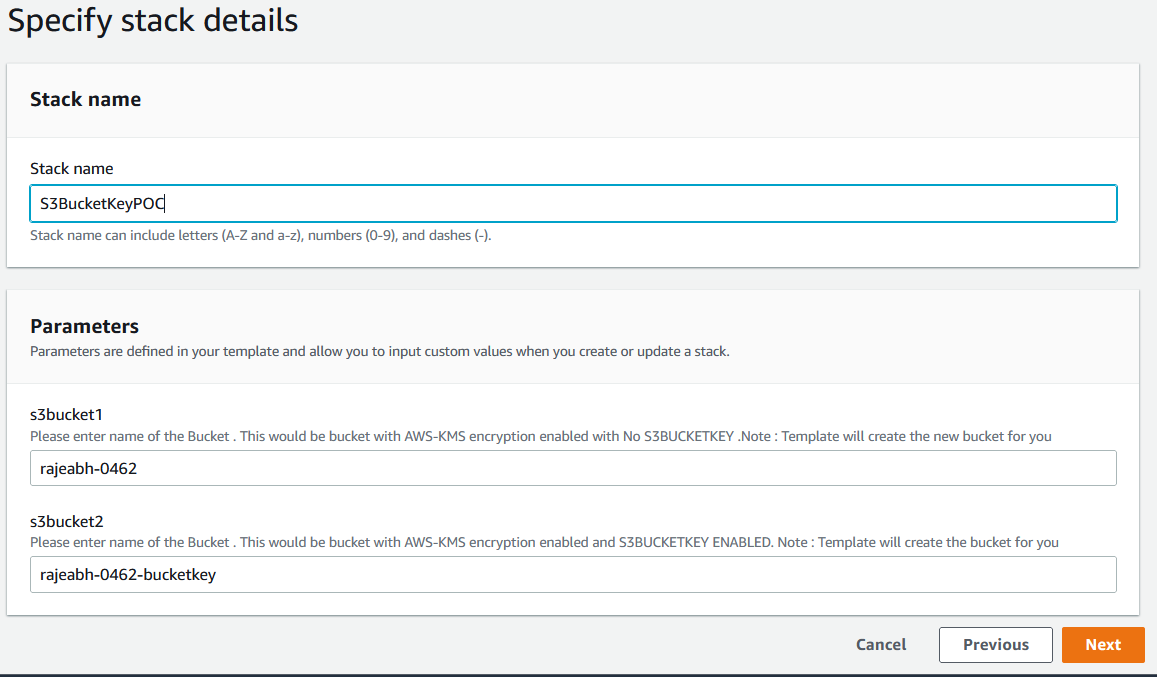 Specify stack details
Stack name
Stack name
S3BucketKeyPOC
Stack name can include letters (A-Z and a-z), numbers (0-9), and dashes (-).
Parameters
Parameters are defined in your template and allow you to input custom values when you create or update a stack.
s3bucket1
Please enter name of the Bucket . This would be bucket with AWS-KMS encryption enabled with No S3BUCKETKEY .Note : Template will create the new bucket for you
rajeabh-0462
s3bucket2
Please enter name of the Bucket . This would be bucket with AWS-KMS encryption enabled and S3BUCKETKEY ENABLED. Note : Template will create the bucket for you
rajeabh-0462-bucketkey
Cancel Previous Next